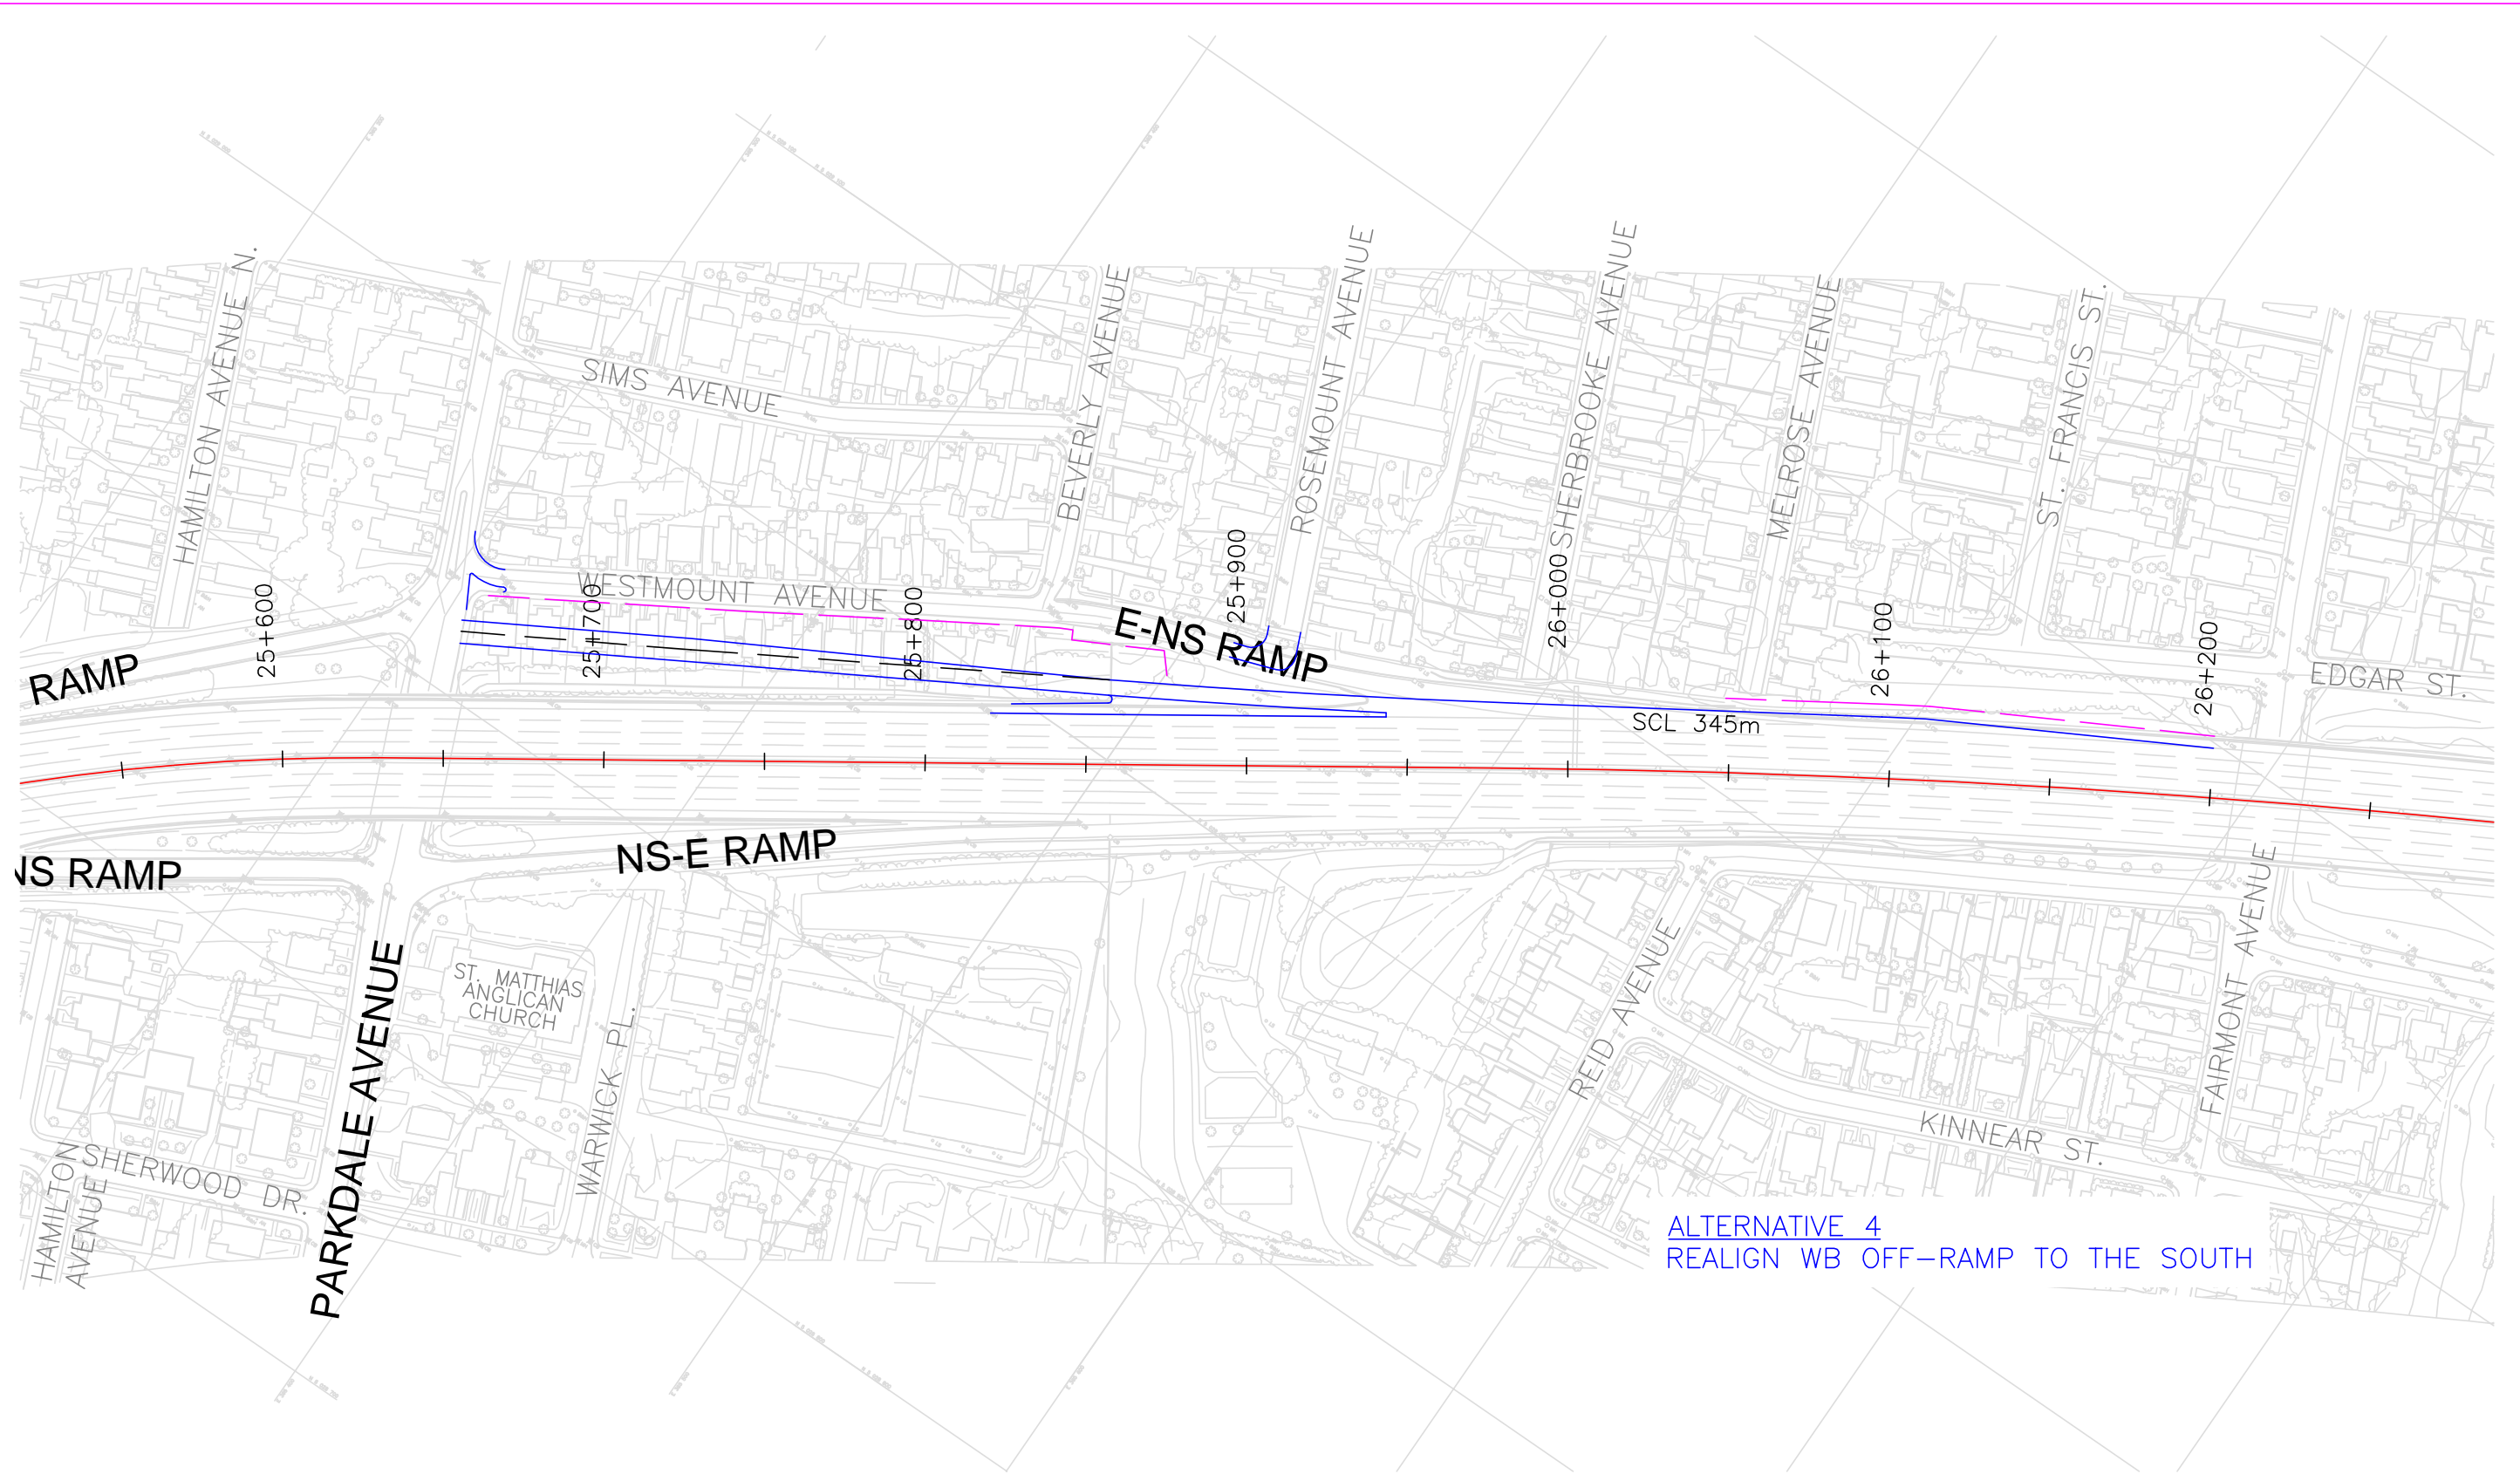 HAMILTON AVENUE N.
SIMS AVENUE
BEVERLY AVENUE
ROSEMOUNT AVENUE
SHERBROOKE AVENUE
MELROSE AVENUE
ST. FRANCIS ST.
WESTMOUNT AVENUE
25+600
25+700
25+800
25+900
26+000
26+100
26+200
RAMP
E-NS RAMP
SCL 345m
EDGAR ST.
NS RAMP
NS-E RAMP
PARKDALE AVENUE
ST. MATTHIAS
ANGLICAN
CHURCH
WARWICK PL.
REID AVENUE
FAIRMONT AVENUE
KINNEAR ST.
SHERWOOD DR.
HAMILTON
AVENUE
ALTERNATIVE 4
REALIGN WB OFF-RAMP TO THE SOUTH